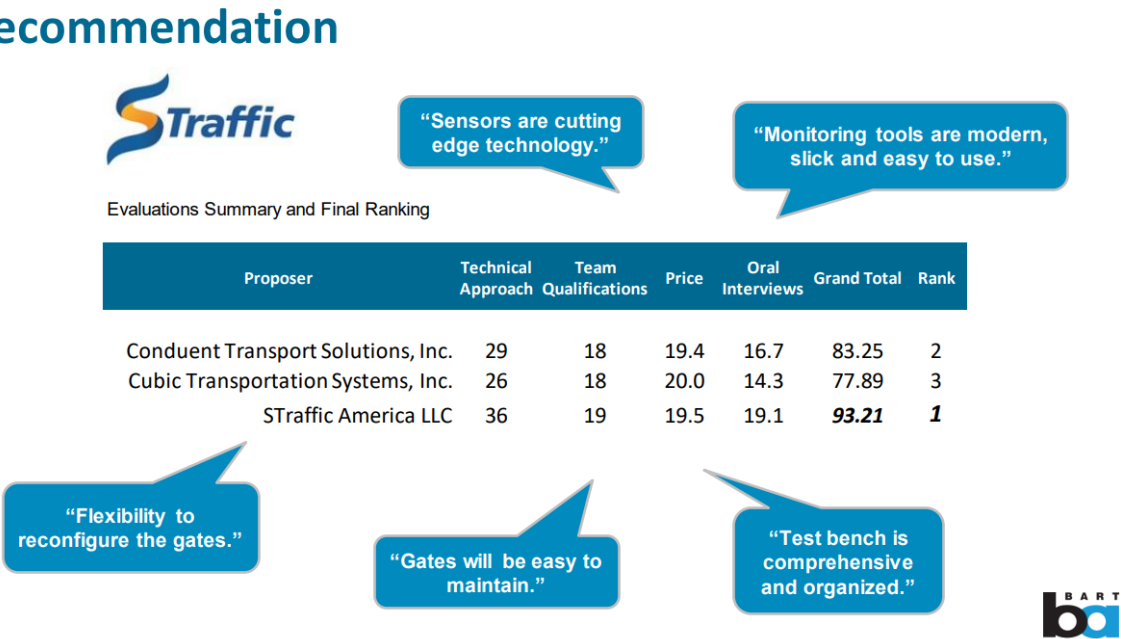 ecommendation
STraffic
“Sensors are cutting
edge technology.”
“Monitoring tools are modern,
slick and easy to use.”
Evaluations Summary and Final Ranking
Proposer Technical Approach Team Qualifications Price Oral Interviews Grand Total Rank
Conduent Transport Solutions, Inc. 29 18 19.4 16.7 83.25 2
Cubic Transportation Systems, Inc. 26 18 20.0 14.3 77.89 3
STraffic America LLC 36 19 19.5 19.1 93.21 1
“Flexibility to
reconfigure the gates.”
“Gates will be easy to
maintain.”
“Test bench is
comprehensive
and organized.”
BART
ba